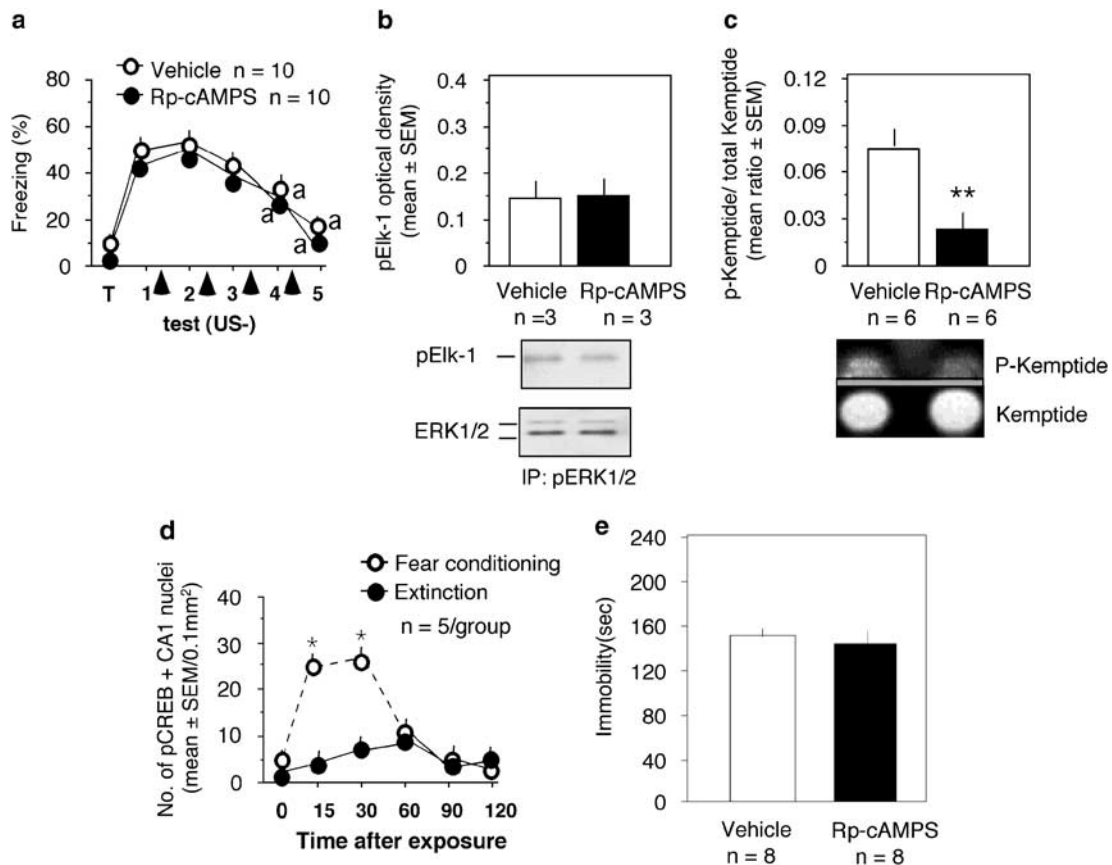 a
Vehicle n = 10
Rp-cAMPS n = 10
80
60
40
20
0
Freezing (%)
T 1 2 3 4 5
a
a
a
a
test (US-)
b
pElk-1 optical density
(mean ± SEM)
0.4
0.3
0.2
0.1
0
Vehicle Rp-cAMPS
n =3 n = 3
pElk-1
ERK1/2
IP: pERK1/2
c
p-Kemptide/ total Kemptide
(mean ratio ± SEM)
0.12
0.09
0.06
0.03
0
**
Vehicle Rp-cAMPS
n = 6 n = 6
P-Kemptide
Kemptide
d
No. of pCREB + CA1 nuclei
(mean ± SEM/0.1mm²)
Fear conditioning
Extinction
n = 5/group
40
30
20
10
0
* *
0 15 30 60 90 120
Time after exposure
e
Immobility(sec)
240
200
160
120
80
40
0
Vehicle Rp-cAMPS
n = 8 n = 8